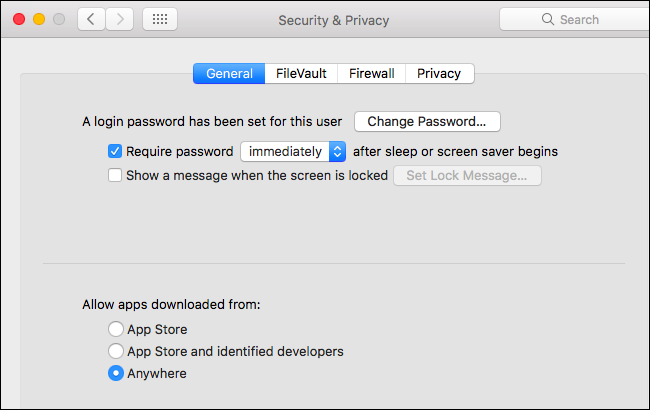 Security & Privacy
Search
General FileVault Firewall Privacy
A login password has been set for this user Change Password...
Require password immediately after sleep or screen saver begins
Show a message when the screen is locked Set Lock Message...
Allow apps downloaded from:
App Store
App Store and identified developers
Anywhere